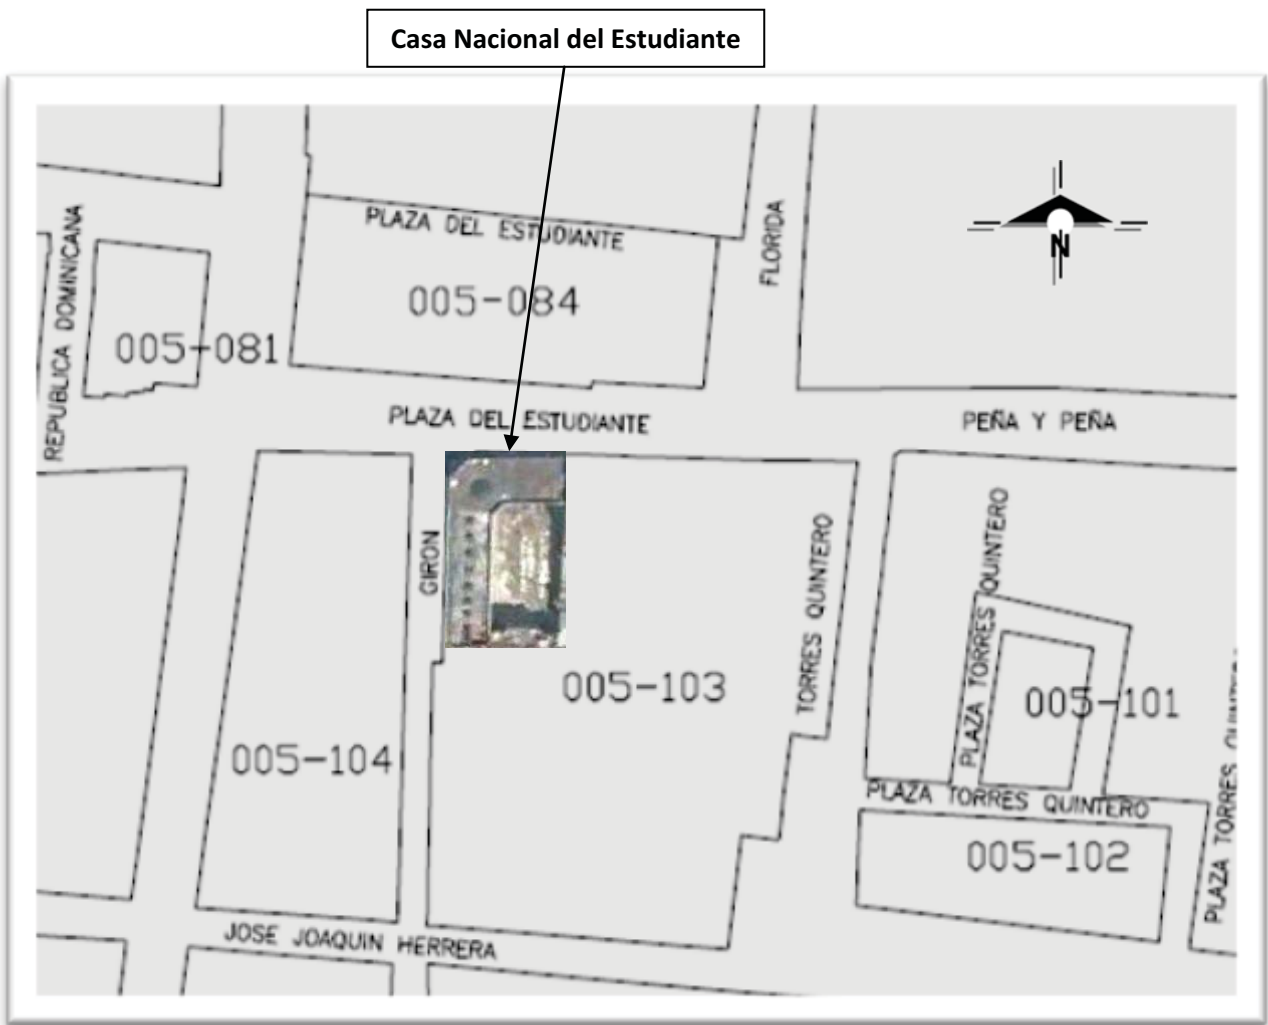 Casa Nacional del Estudiante
PLAZA DEL ESTUDIANTE
FLORIDA
N
REPUBLICA DOMINICANA
005-084
005-081
PLAZA DEL ESTUDIANTE
PEÑA Y PEÑA
GIRON
TORRES QUINTERO
PLAZA TORRES QUINTERO
005-103
005-101
005-104
PLAZA TORRES QUINTERO
005-102
PLAZA TORRES
JOSE JOAQUIN HERRERA